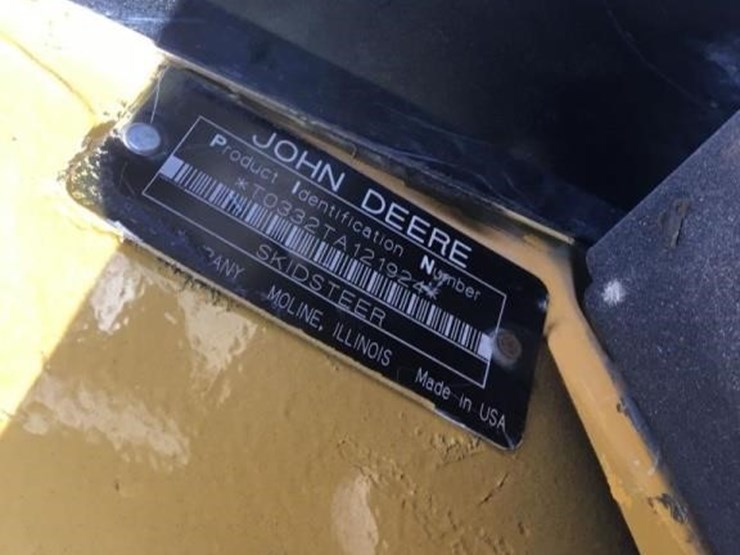 JOHN DEERE
Product Identification Number
*T0332TA121924*
SKIDSTEER
MOLINE, ILLINOIS Made in USA